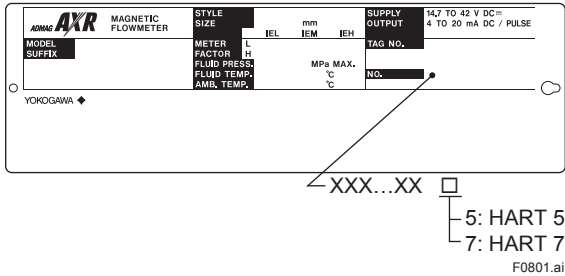 ADMAG AXR MAGNETIC FLOWMETER
MODEL
SUFFIX
STYLE
SIZE mm
IEL IEM IEH
METER L
FACTOR H
FLUID PRESS. MPa MAX.
FLUID TEMP. °C
AMB. TEMP. °C
SUPPLY 14.7 TO 42 V DC⎓
OUTPUT 4 TO 20 mA DC / PULSE
TAG NO.
NO.
YOKOGAWA ◆
XXX...XX □
5: HART 5
7: HART 7
F0801.ai